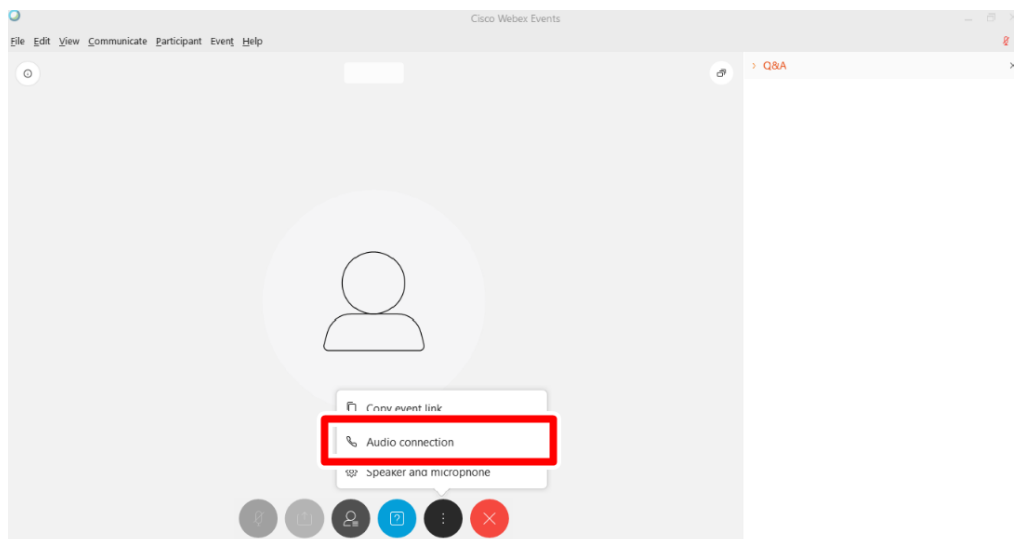 Cisco Webex Events
File Edit View Communicate Participant Event Help
Q&A
Copy event link
Audio connection
Speaker and microphone